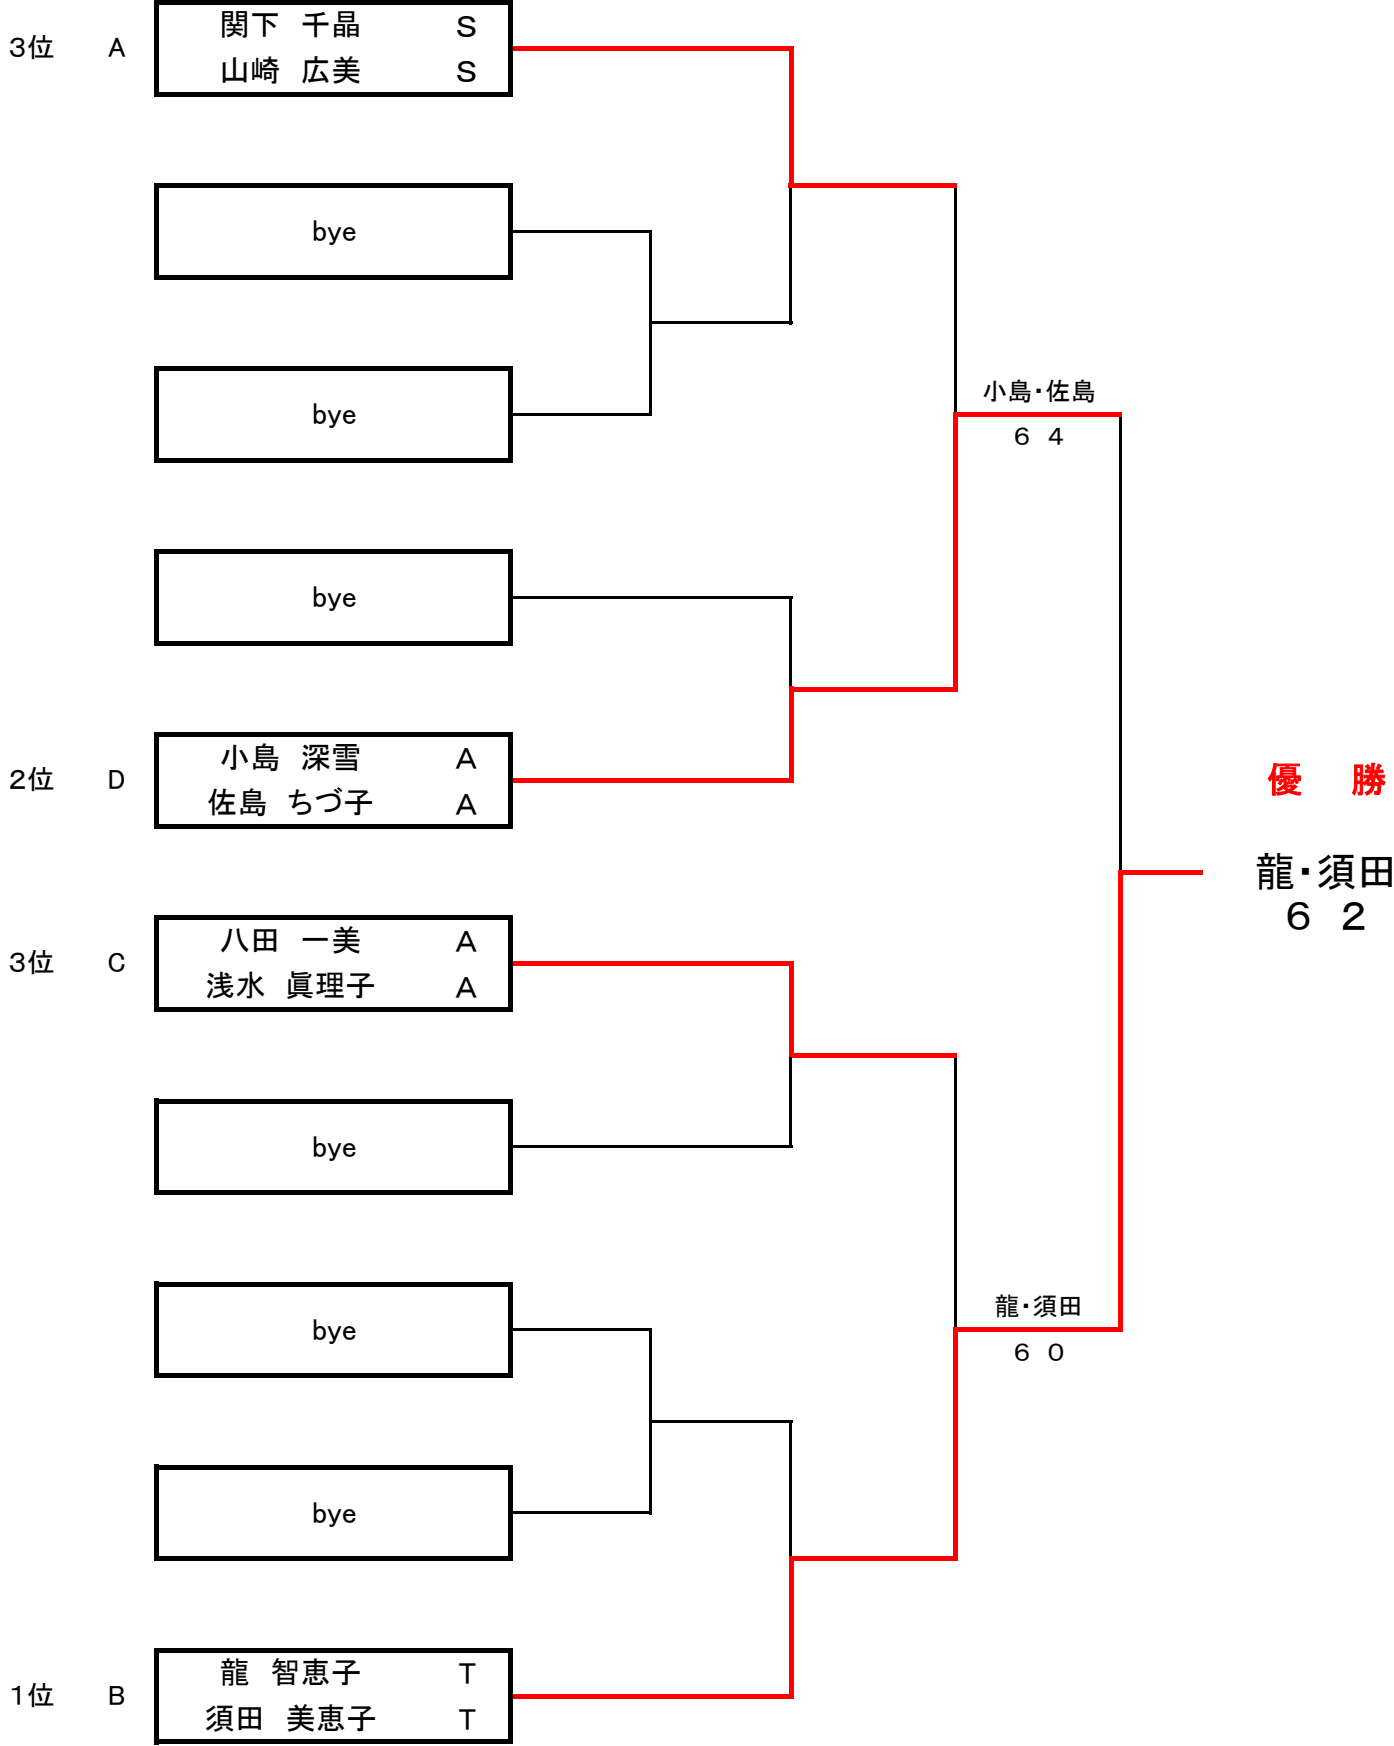 関下　千晶　S
3位　A
山崎　広美　S
bye
bye
小島・佐島
６ ４
bye
小島　深雪　A
2位　D
佐島　ちづ子　A
優　勝
龍・須田
６ ２
八田　一美　A
3位　C
浅水　眞理子　A
bye
bye
龍・須田
６ ０
bye
龍　智恵子　T
1位　B
須田　美恵子　T